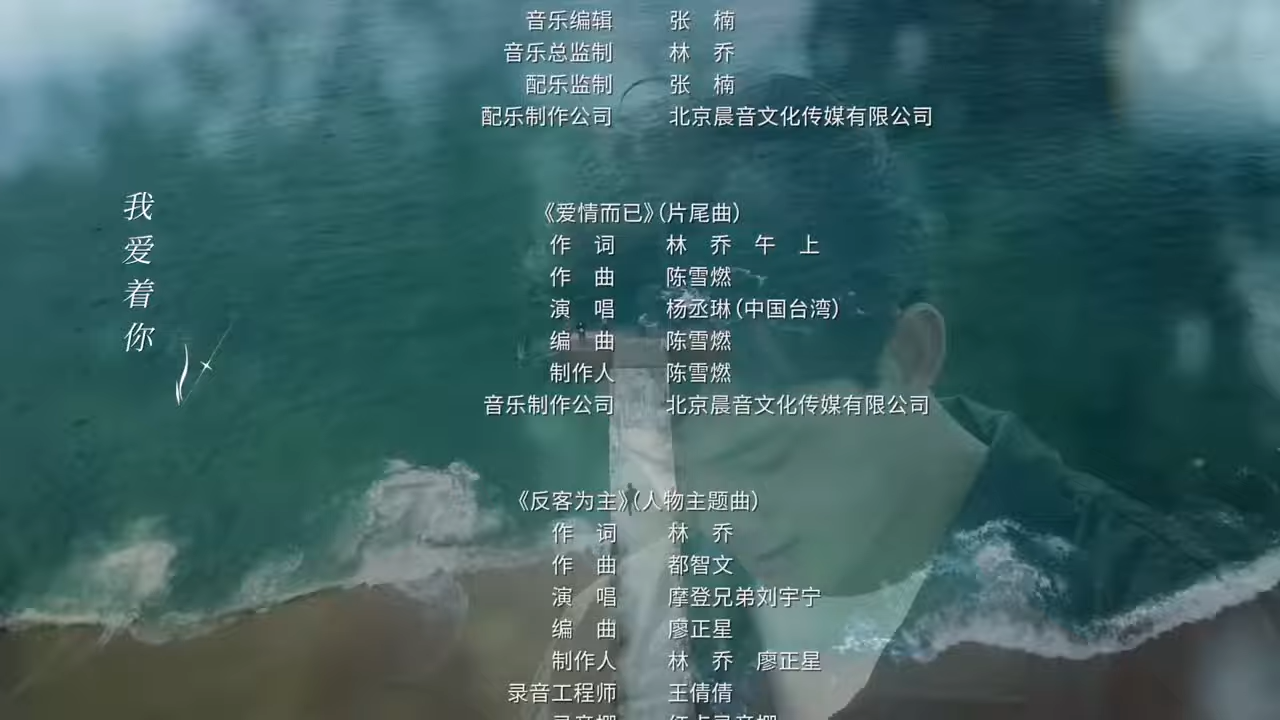 音乐编辑 张 楠
音乐总监制 林 乔
配乐监制 张 楠
配乐制作公司 北京晨音文化传媒有限公司
我爱着你
《爱情而已》(片尾曲)
作 词 林 乔 午 上
作 曲 陈雪燃
演 唱 杨丞琳(中国台湾)
编 曲 陈雪燃
制作人 陈雪燃
音乐制作公司 北京晨音文化传媒有限公司
《反客为主》(人物主题曲)
作 词 林 乔
作 曲 都智文
演 唱 摩登兄弟刘宇宁
编 曲 廖正星
制作人 林 乔 廖正星
录音工程师 王倩倩